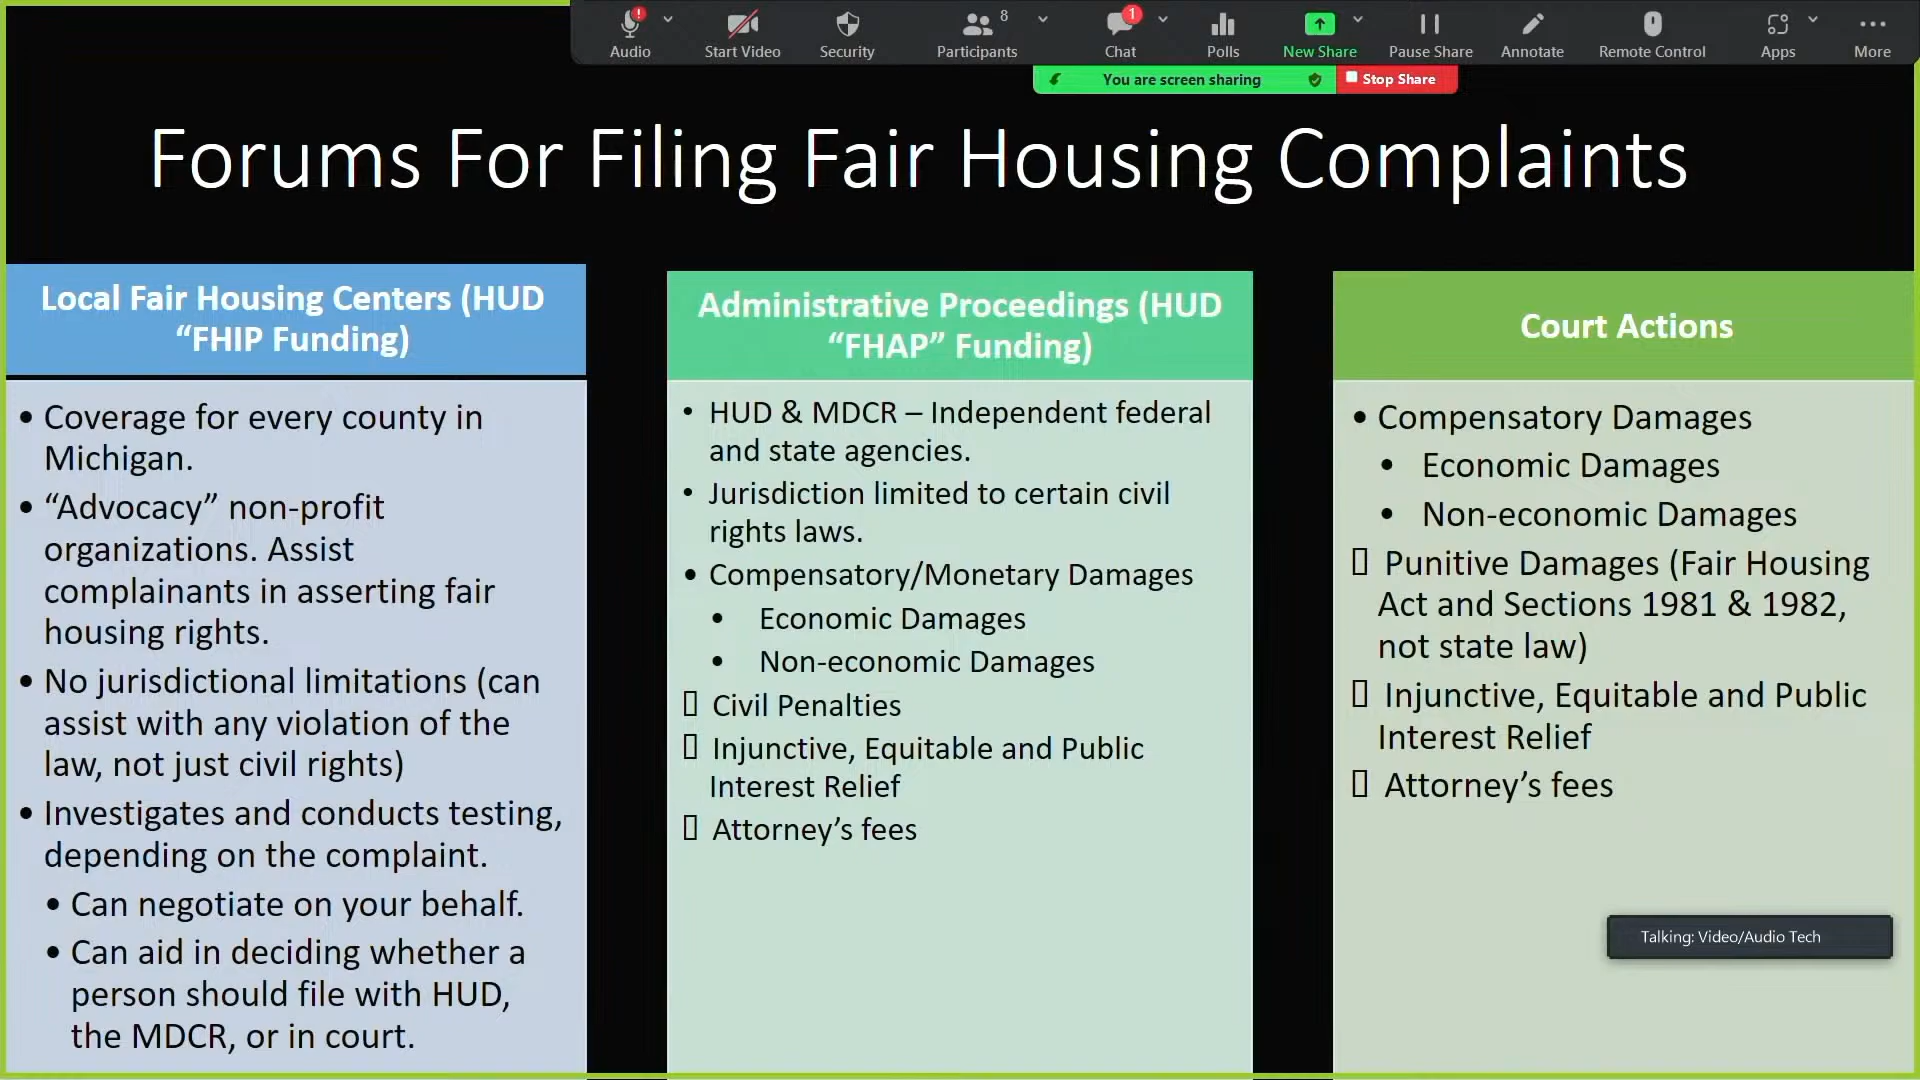 8
1
Audio
Start Video
Security
Participants
Chat
Polls
New Share
Pause Share
Annotate
Remote Control
Apps
More
You are screen sharing
Stop Share
Forums For Filing Fair Housing Complaints
Local Fair Housing Centers (HUD
“FHIP Funding)
• Coverage for every county in
Michigan.
• “Advocacy” non-profit
organizations. Assist
complainants in asserting fair
housing rights.
• No jurisdictional limitations (can
assist with any violation of the
law, not just civil rights)
• Investigates and conducts testing,
depending on the complaint.
• Can negotiate on your behalf.
• Can aid in deciding whether a
person should file with HUD,
the MDCR, or in court.
Administrative Proceedings (HUD
“FHAP” Funding)
• HUD & MDCR – Independent federal
and state agencies.
• Jurisdiction limited to certain civil
rights laws.
• Compensatory/Monetary Damages
• Economic Damages
• Non-economic Damages
Civil Penalties
Injunctive, Equitable and Public
Interest Relief
Attorney’s fees
Court Actions
• Compensatory Damages
• Economic Damages
• Non-economic Damages
Punitive Damages (Fair Housing
Act and Sections 1981 & 1982,
not state law)
Injunctive, Equitable and Public
Interest Relief
Attorney’s fees
Talking: Video/Audio Tech